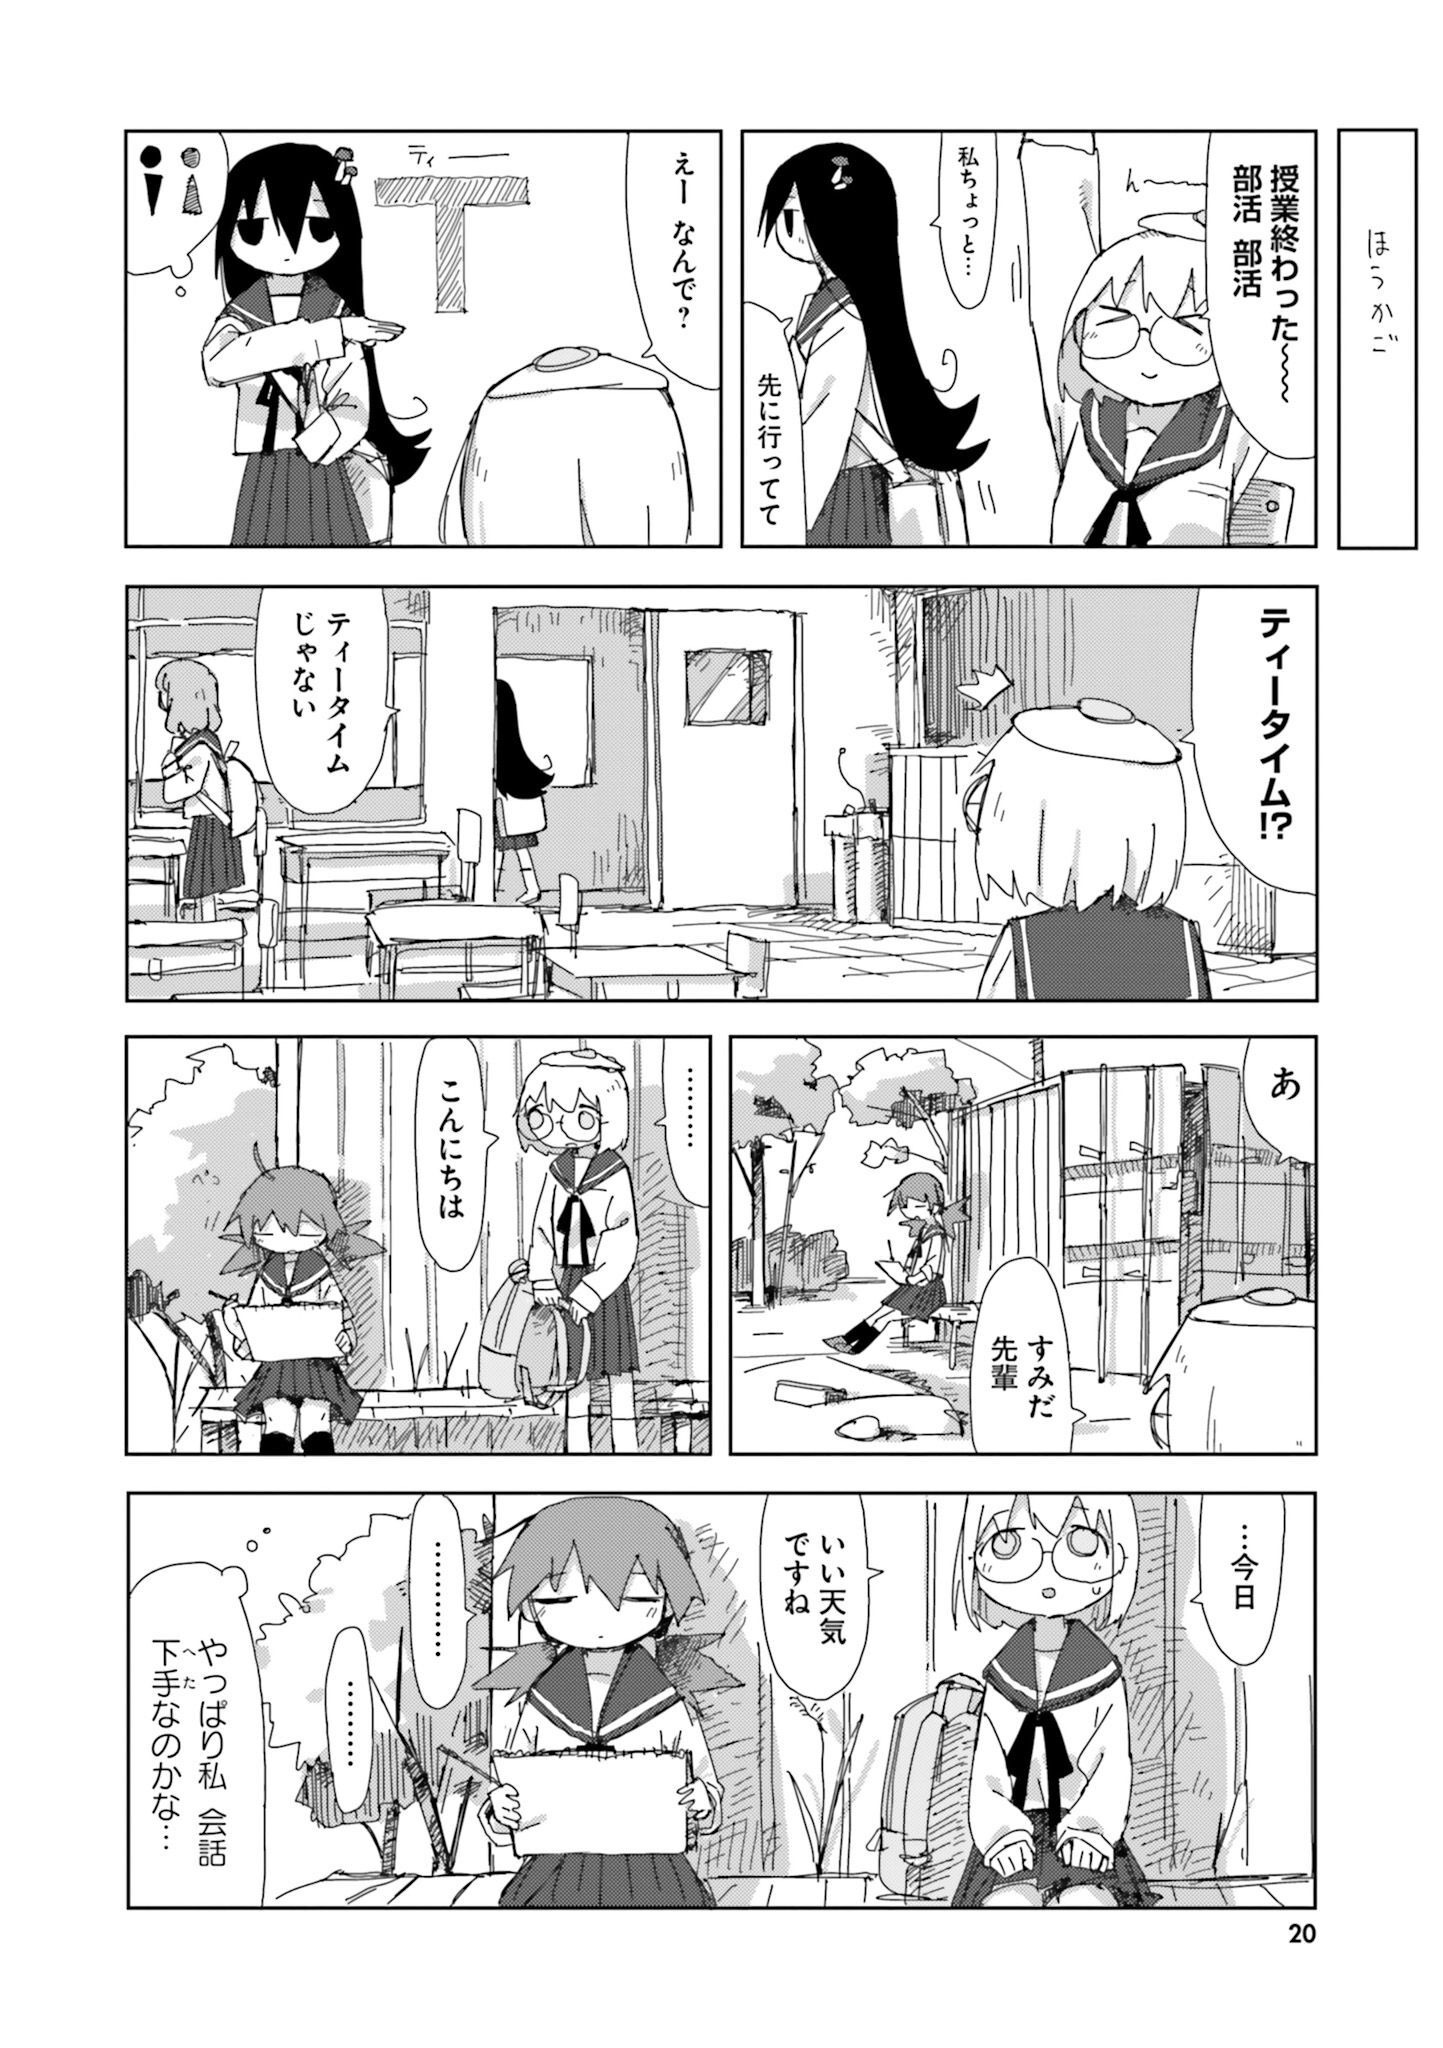 ほうかご
授業終わった〜〜〜
部活 部活
んーー
私ちょっと…
先に行ってて
えー なんで?
ティー
T
ティータイム!?
ティータイム
じゃない
あ
すみだ
先輩
………
こんにちは
ぺこ
…今日
いい天気
ですね
…………
………
やっぱり私 会話
下手なのかな…
へた
20